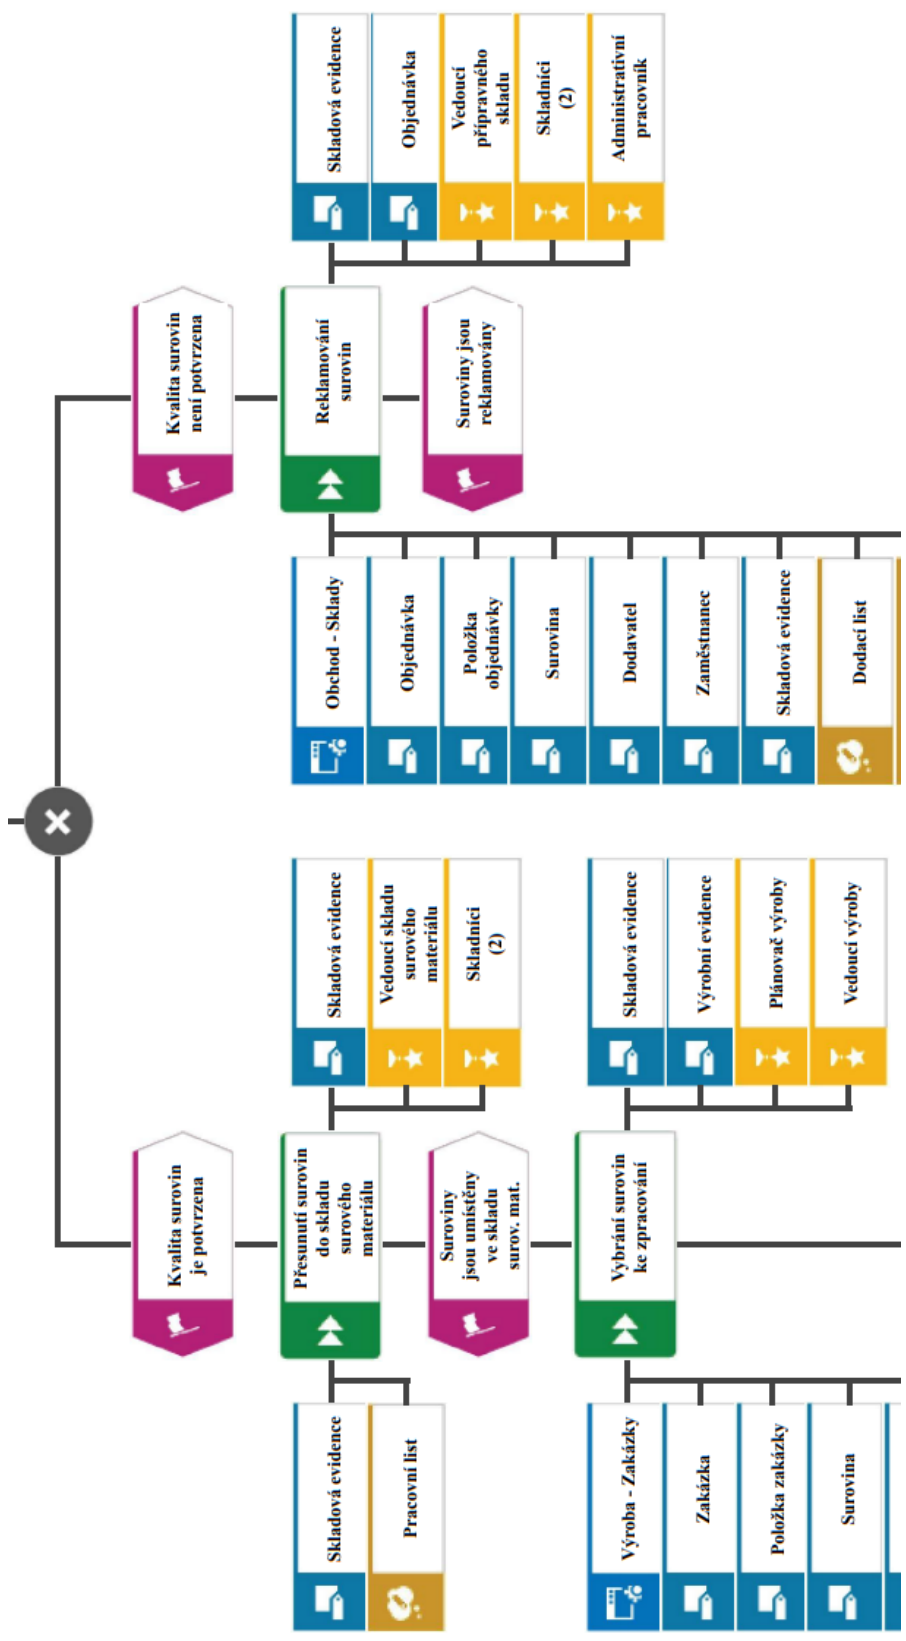 Kvalita surovin
je potvrzena
Kvalita surovin
není potvrzena
Skladová evidence
Pracovní list
Přesunutí surovin
do skladu
surového
materiálu
Skladová evidence
Vedoucí skladu
surového
materiálu
Skladníci
(2)
Suroviny
jsou umístěny
ve skladu
surov. mat.
Výroba - Zakázky
Zakázka
Položka zakázky
Surovina
Vybrání surovin
ke zpracování
Skladová evidence
Výrobní evidence
Plánovač výroby
Vedoucí výroby
Obchod - Sklady
Objednávka
Položka
objednávky
Surovina
Dodavatel
Zaměstnanec
Skladová evidence
Dodací list
Reklamování
surovin
Suroviny jsou
reklamovány
Skladová evidence
Objednávka
Vedoucí
přípravného
skladu
Skladníci
(2)
Administrativní
pracovník